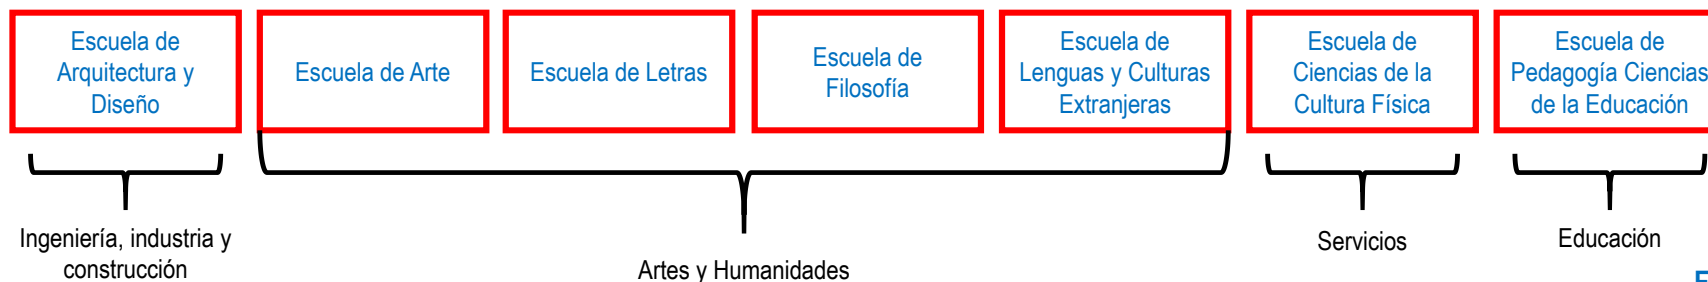 Escuela de
Arquitectura y
Diseño
Escuela de Arte
Escuela de Letras
Escuela de
Filosofía
Escuela de
Lenguas y Culturas
Extranjeras
Escuela de
Ciencias de la
Cultura Física
Escuela de
Pedagogía Ciencias
de la Educación
Ingeniería, industria y
construcción
Artes y Humanidades
Servicios
Educación